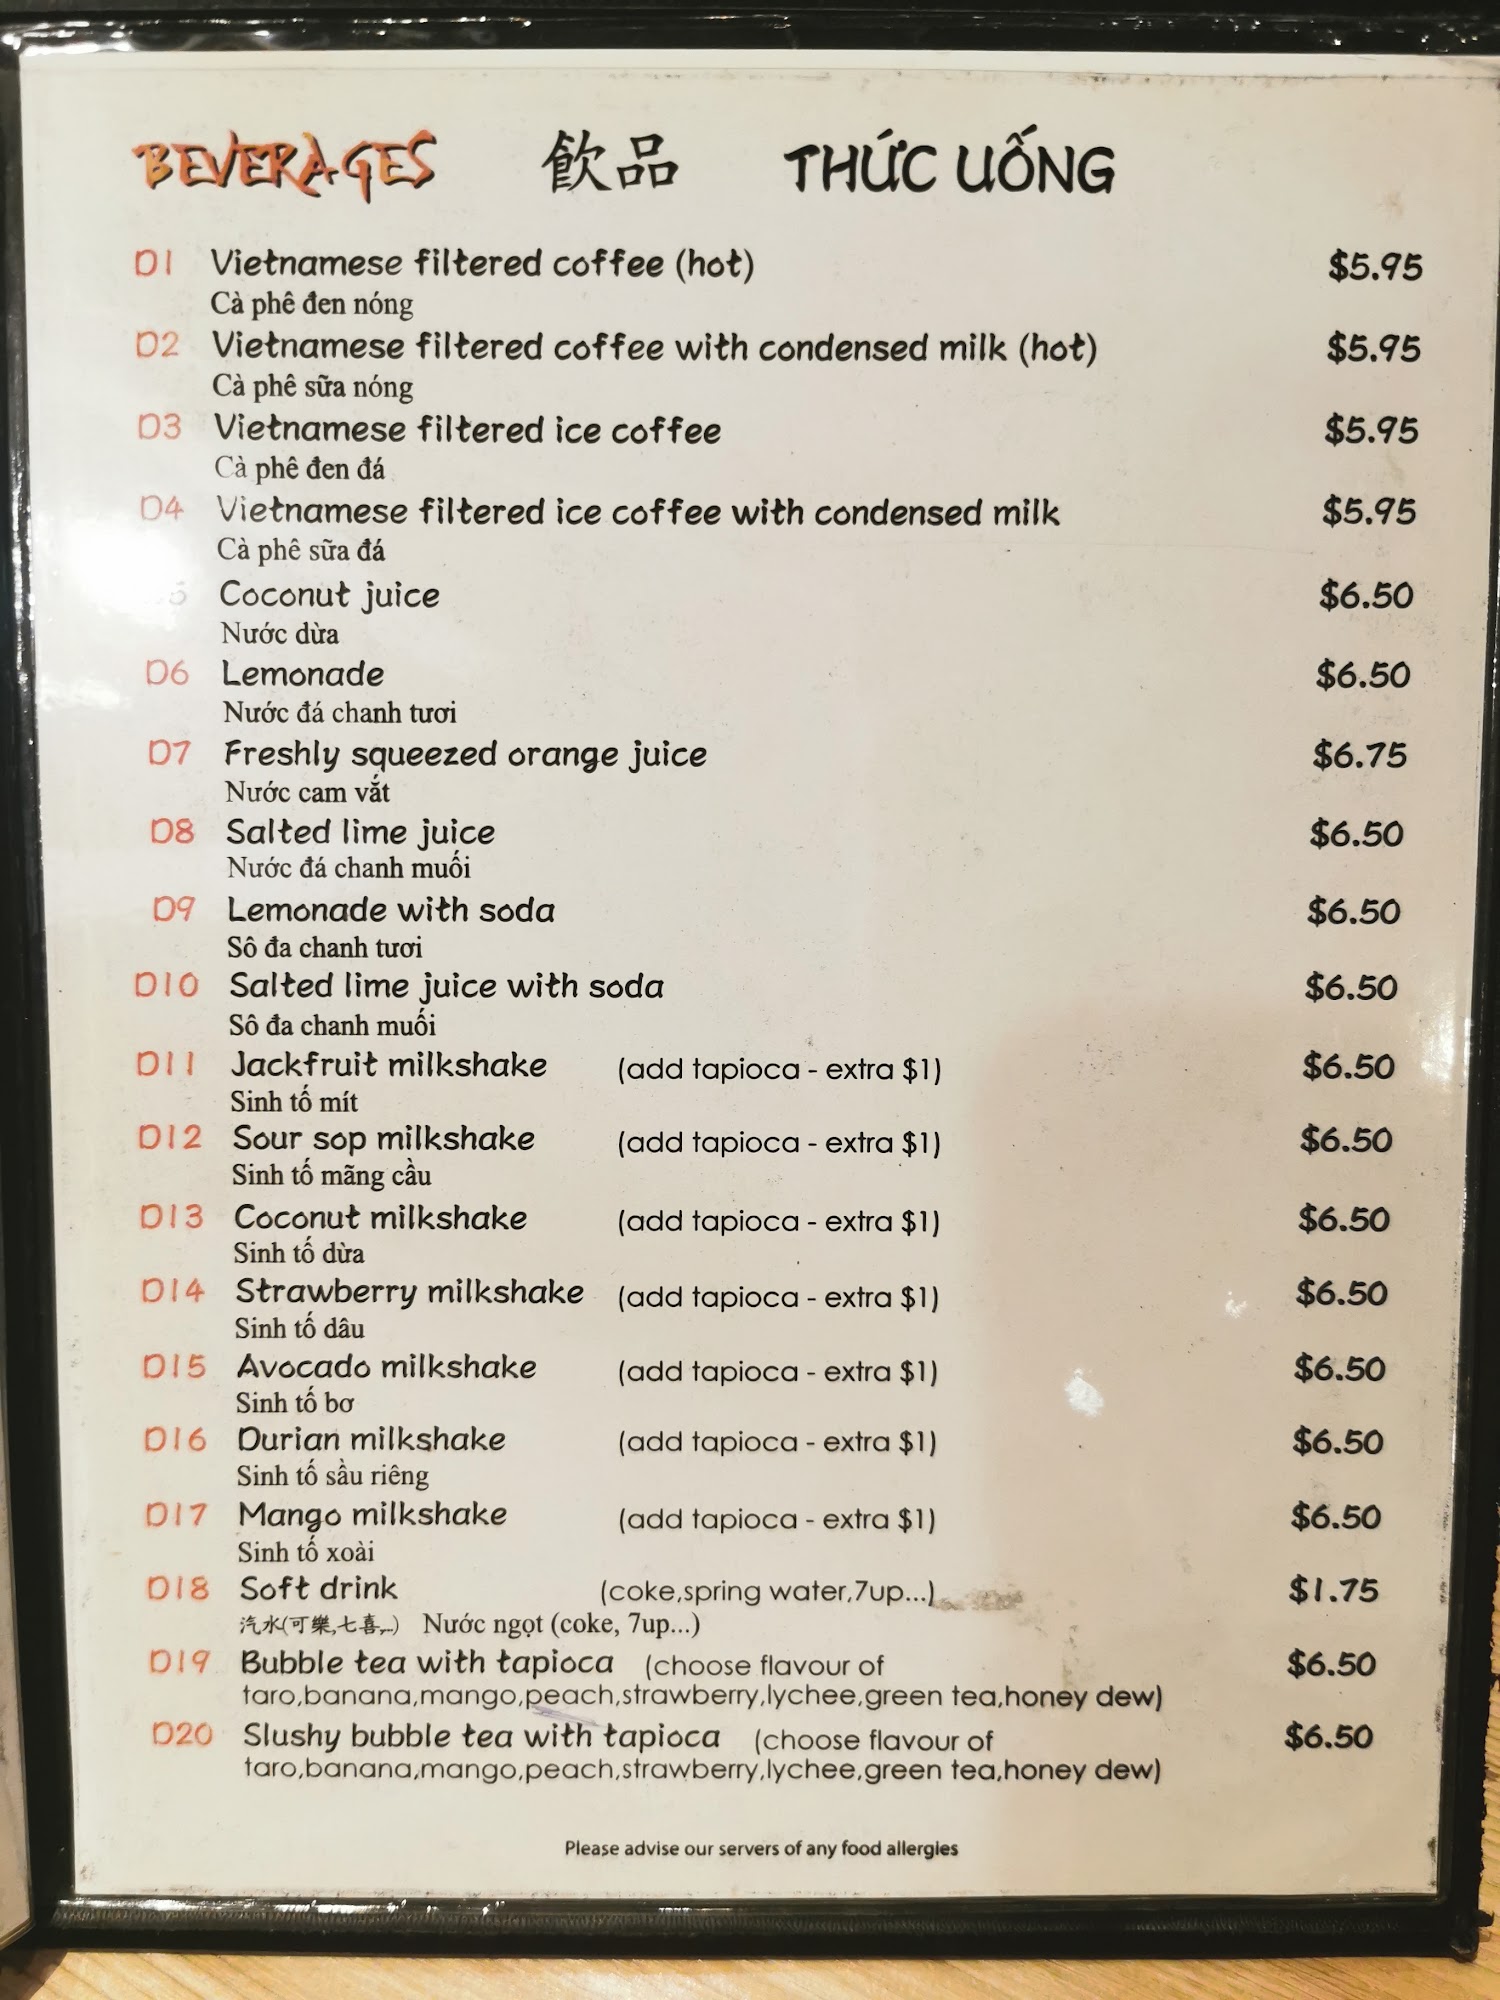 BEVERAGES 飲品 THỨC UỐNG
D1 Vietnamese filtered coffee (hot) $5.95
Cà phê đen nóng
D2 Vietnamese filtered coffee with condensed milk (hot) $5.95
Cà phê sữa nóng
D3 Vietnamese filtered ice coffee $5.95
Cà phê đen đá
D4 Vietnamese filtered ice coffee with condensed milk $5.95
Cà phê sữa đá
Coconut juice $6.50
Nước dừa
D6 Lemonade $6.50
Nước đá chanh tươi
D7 Freshly squeezed orange juice $6.75
Nước cam vắt
D8 Salted lime juice $6.50
Nước đá chanh muối
D9 Lemonade with soda $6.50
Sô đa chanh tươi
D10 Salted lime juice with soda $6.50
Sô đa chanh muối
D11 Jackfruit milkshake (add tapioca - extra $1) $6.50
Sinh tố mít
D12 Sour sop milkshake (add tapioca - extra $1) $6.50
Sinh tố mãng cầu
D13 Coconut milkshake (add tapioca - extra $1) $6.50
Sinh tố dừa
D14 Strawberry milkshake (add tapioca - extra $1) $6.50
Sinh tố dâu
D15 Avocado milkshake (add tapioca - extra $1) $6.50
Sinh tố bơ
D16 Durian milkshake (add tapioca - extra $1) $6.50
Sinh tố sầu riêng
D17 Mango milkshake (add tapioca - extra $1) $6.50
Sinh tố xoài
D18 Soft drink (coke,spring water,7up...) $1.75
汽水(可樂,七喜,..) Nước ngọt (coke, 7up...)
D19 Bubble tea with tapioca (choose flavour of $6.50
taro,banana,mango,peach,strawberry,lychee,green tea,honey dew)
D20 Slushy bubble tea with tapioca (choose flavour of $6.50
taro,banana,mango,peach,strawberry,lychee,green tea,honey dew)
Please advise our servers of any food allergies